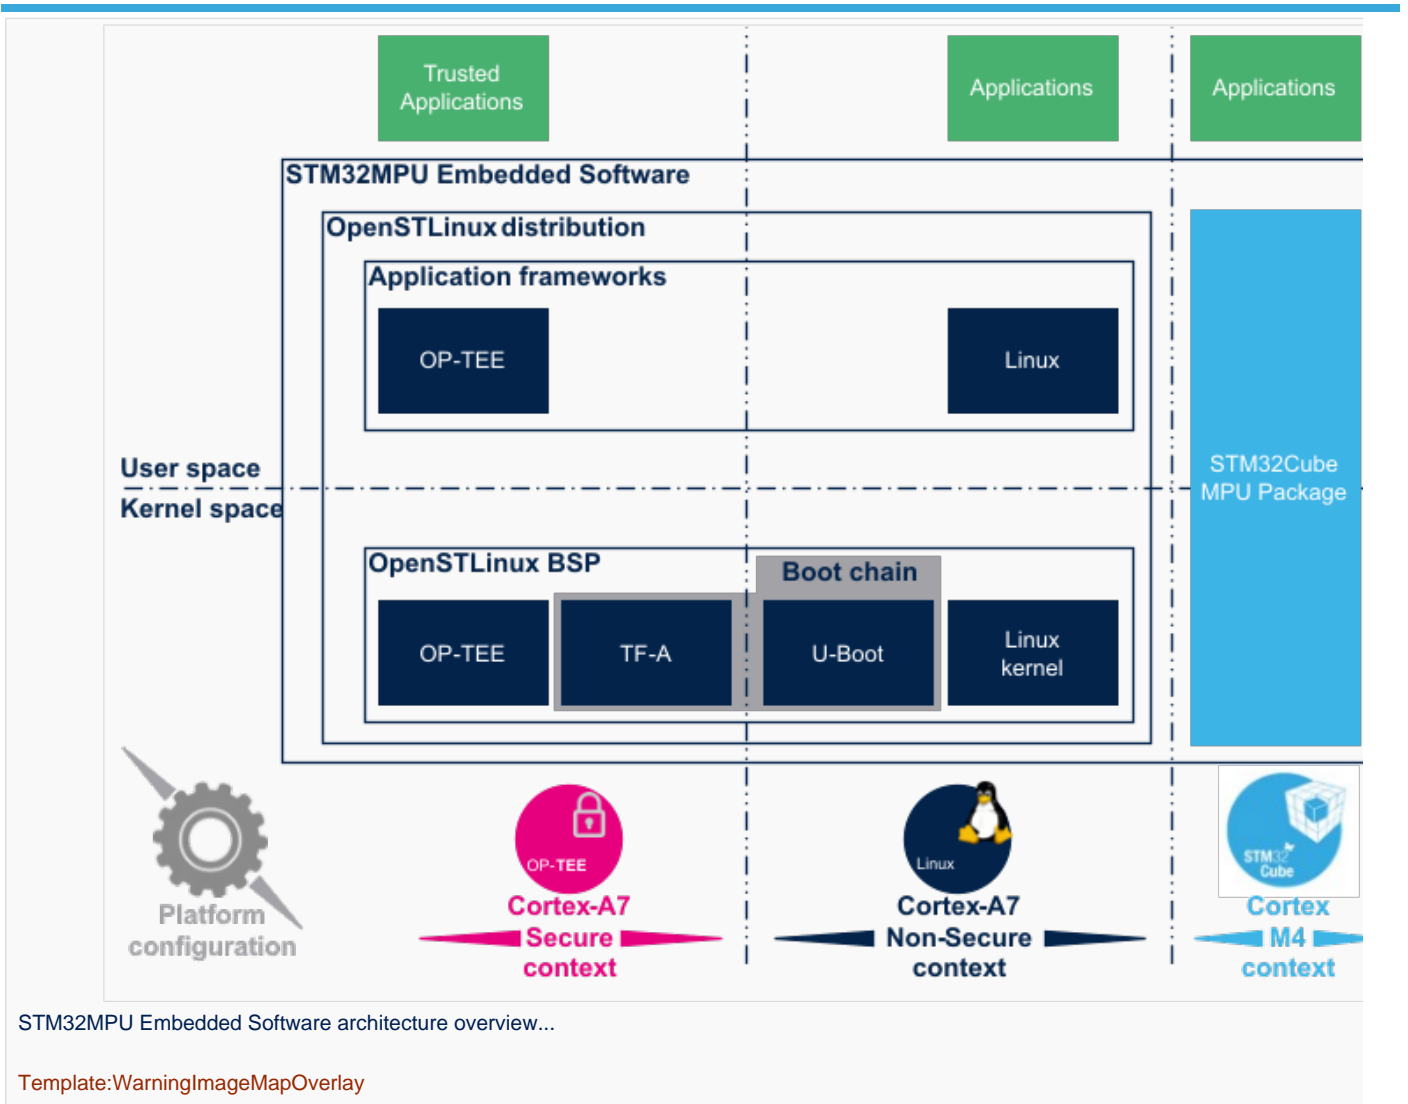 Trusted
Applications
Applications
Applications
STM32MPU Embedded Software
OpenSTLinux distribution
Application frameworks
OP-TEE
Linux
User space
Kernel space
STM32Cube
MPU Package
OpenSTLinux BSP
Boot chain
OP-TEE
TF-A
U-Boot
Linux
kernel
OP-TEE
Linux
STM32
Cube
Platform
configuration
Cortex-A7
Secure
context
Cortex-A7
Non-Secure
context
Cortex
M4
context
STM32MPU Embedded Software architecture overview...
Template:WarningImageMapOverlay